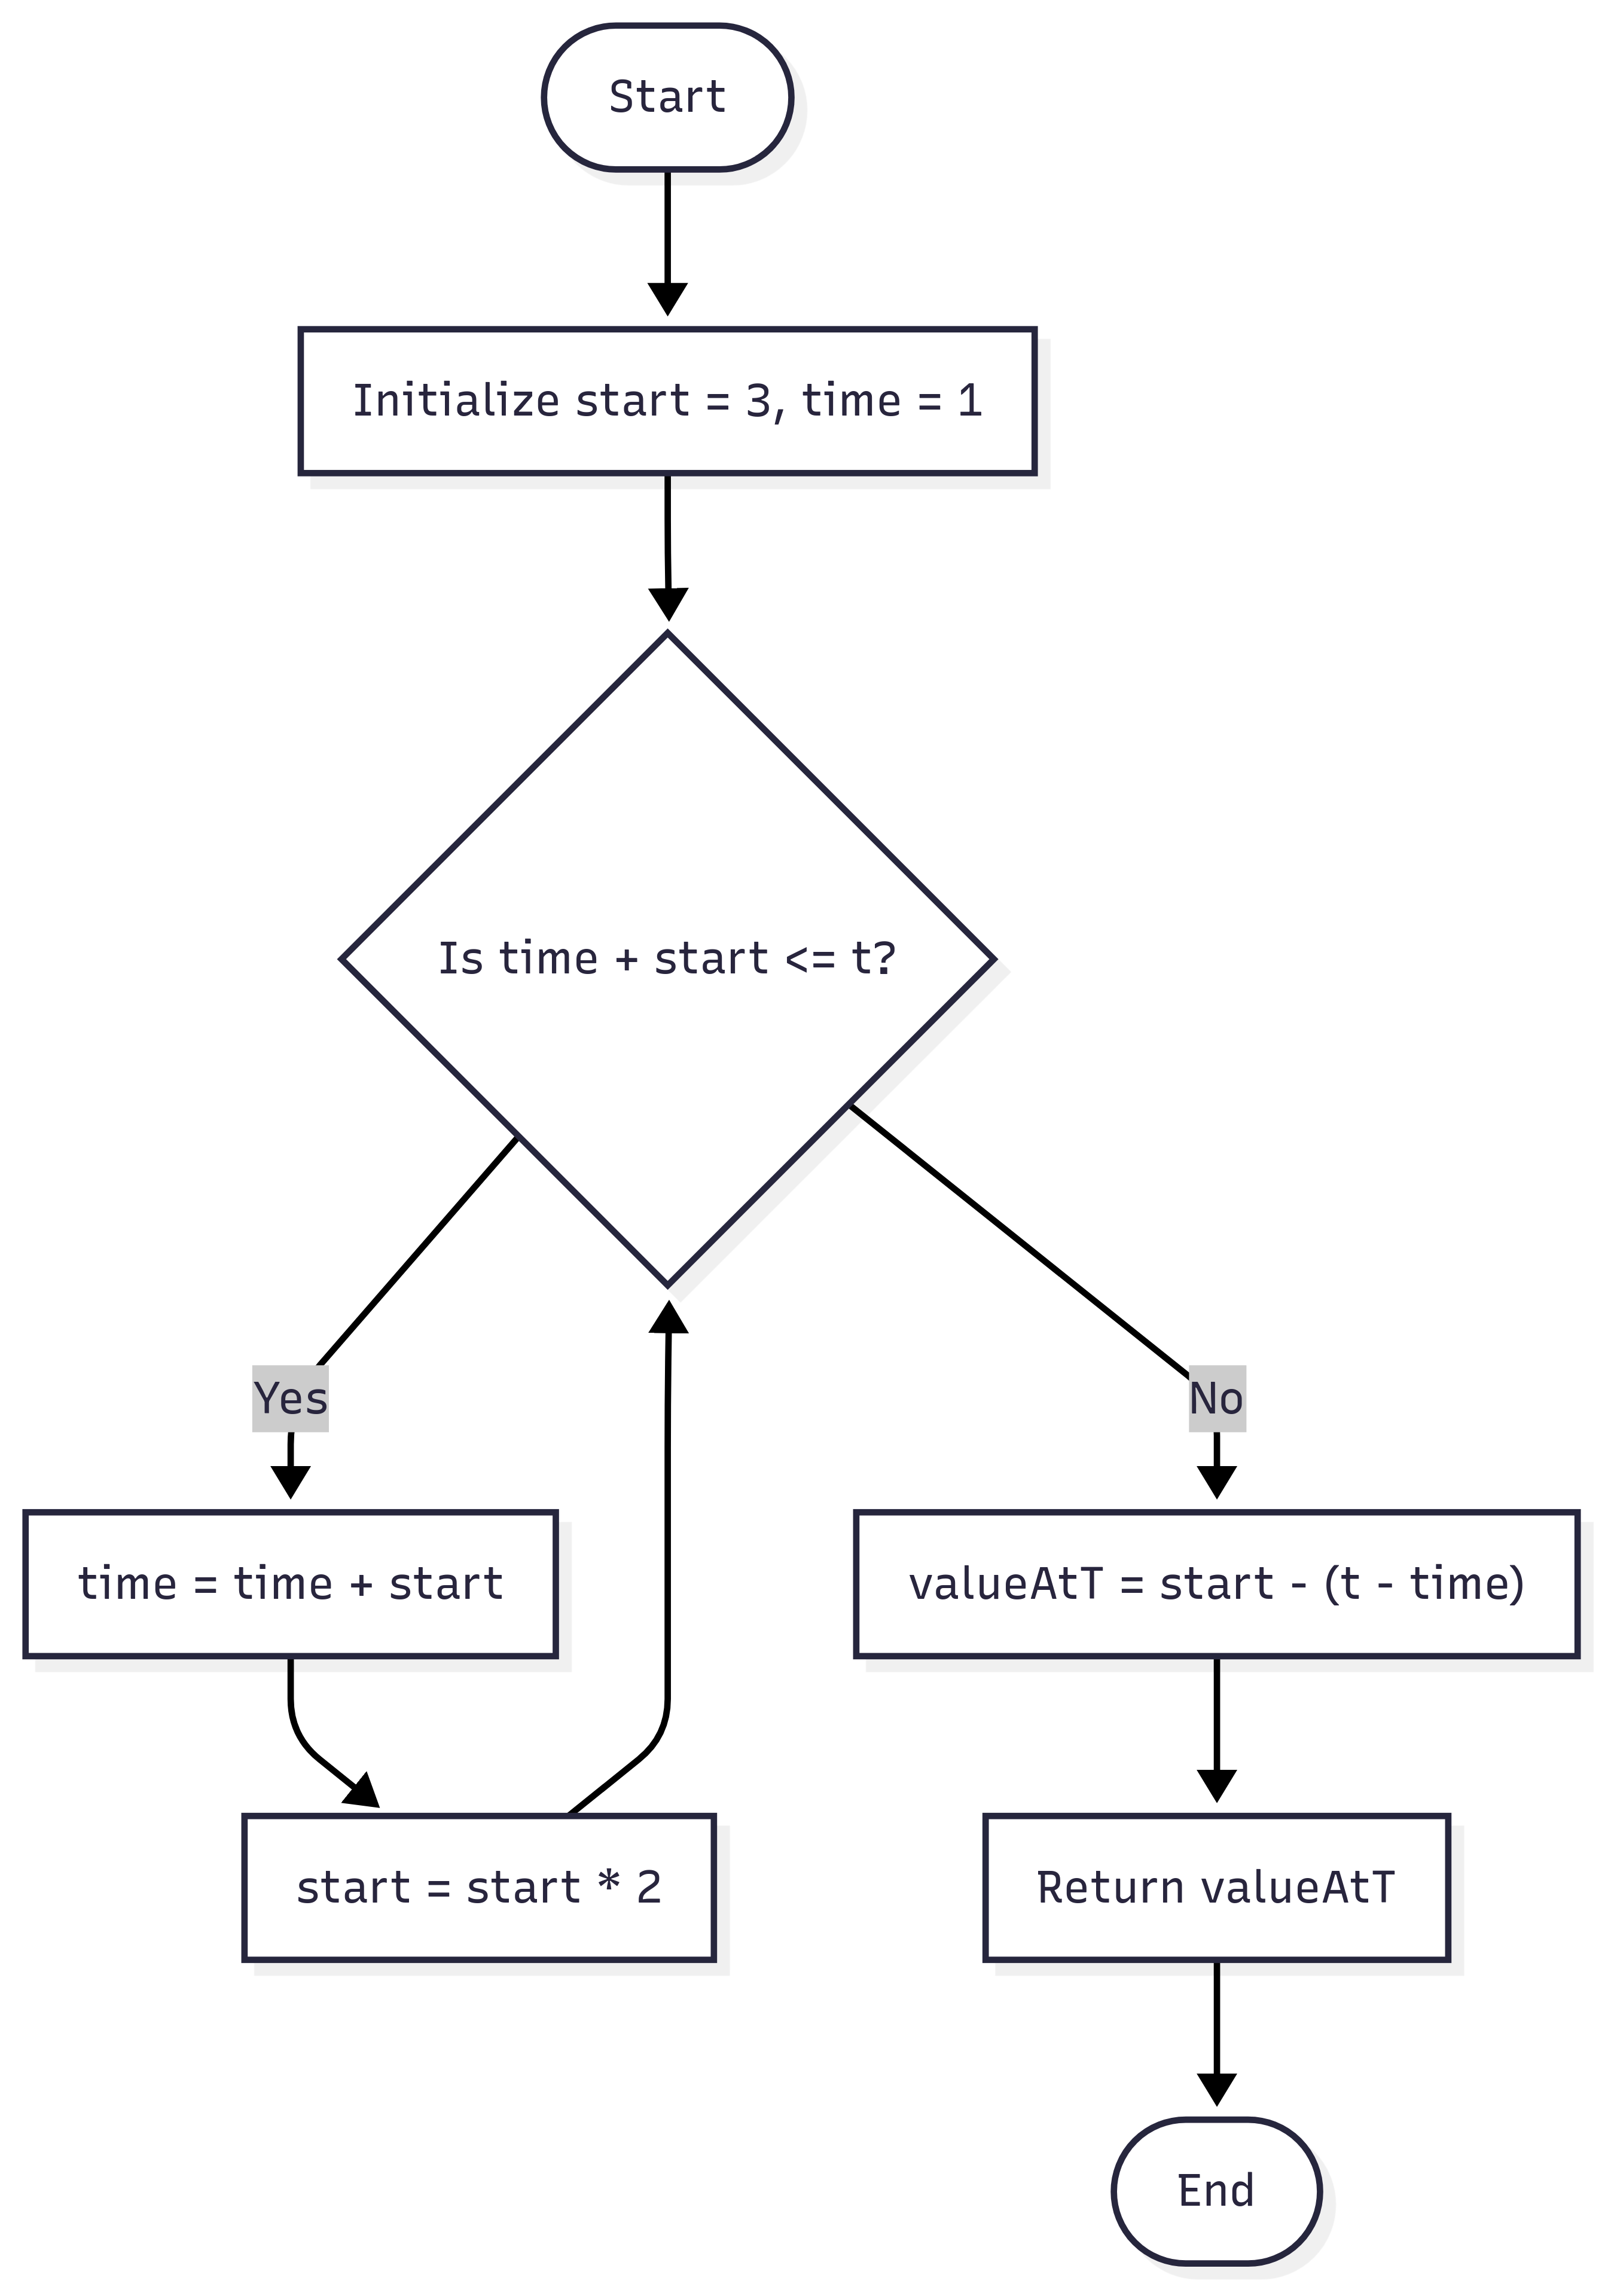 Start
Initialize start = 3, time = 1
Is time + start <= t?
Yes
No
time = time + start
valueAtT = start - (t - time)
start = start * 2
Return valueAtT
End